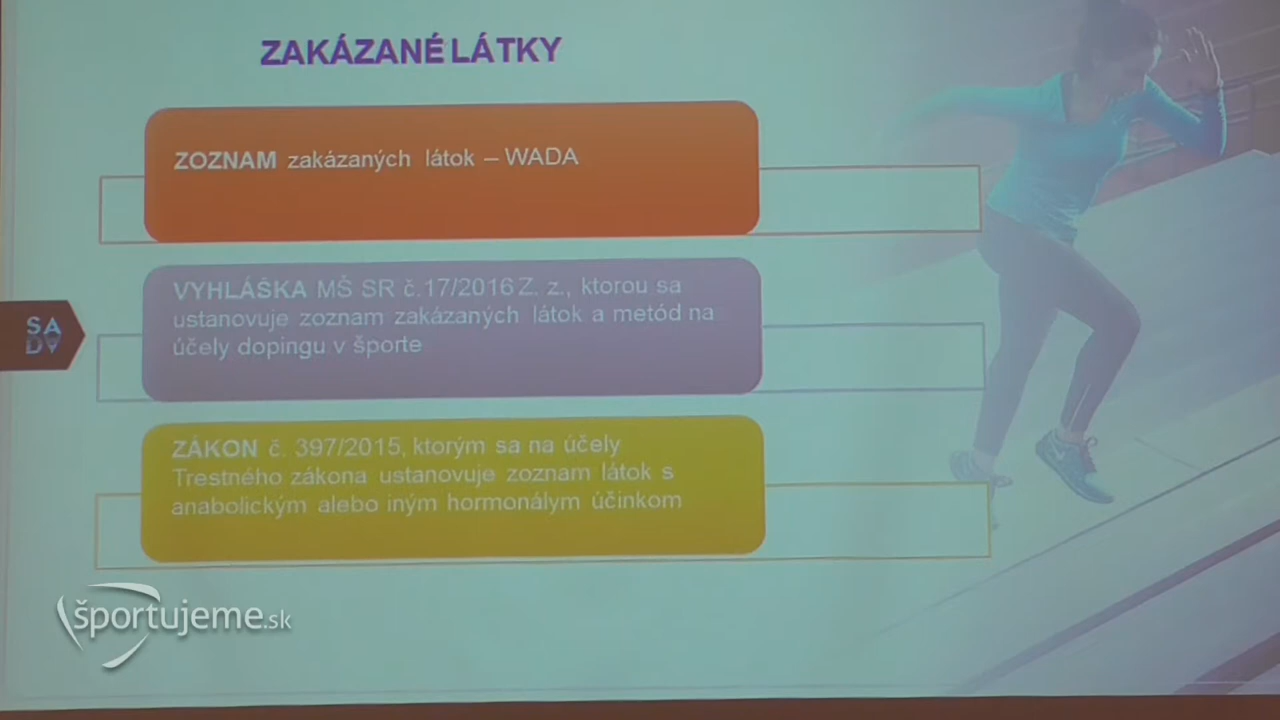 ZAKÁZANÉ LÁTKY
ZOZNAM zakázaných látok – WADA
VYHLÁŠKA MŠ SR č.17/2016 Z. z., ktorou sa
ustanovuje zoznam zakázaných látok a metód na
účely dopingu v športe
SA
D
ZÁKON č. 397/2015, ktorým sa na účely
Trestného zákona ustanovuje zoznam látok s
anabolickým alebo iným hormonálym účinkom
športujeme.sk